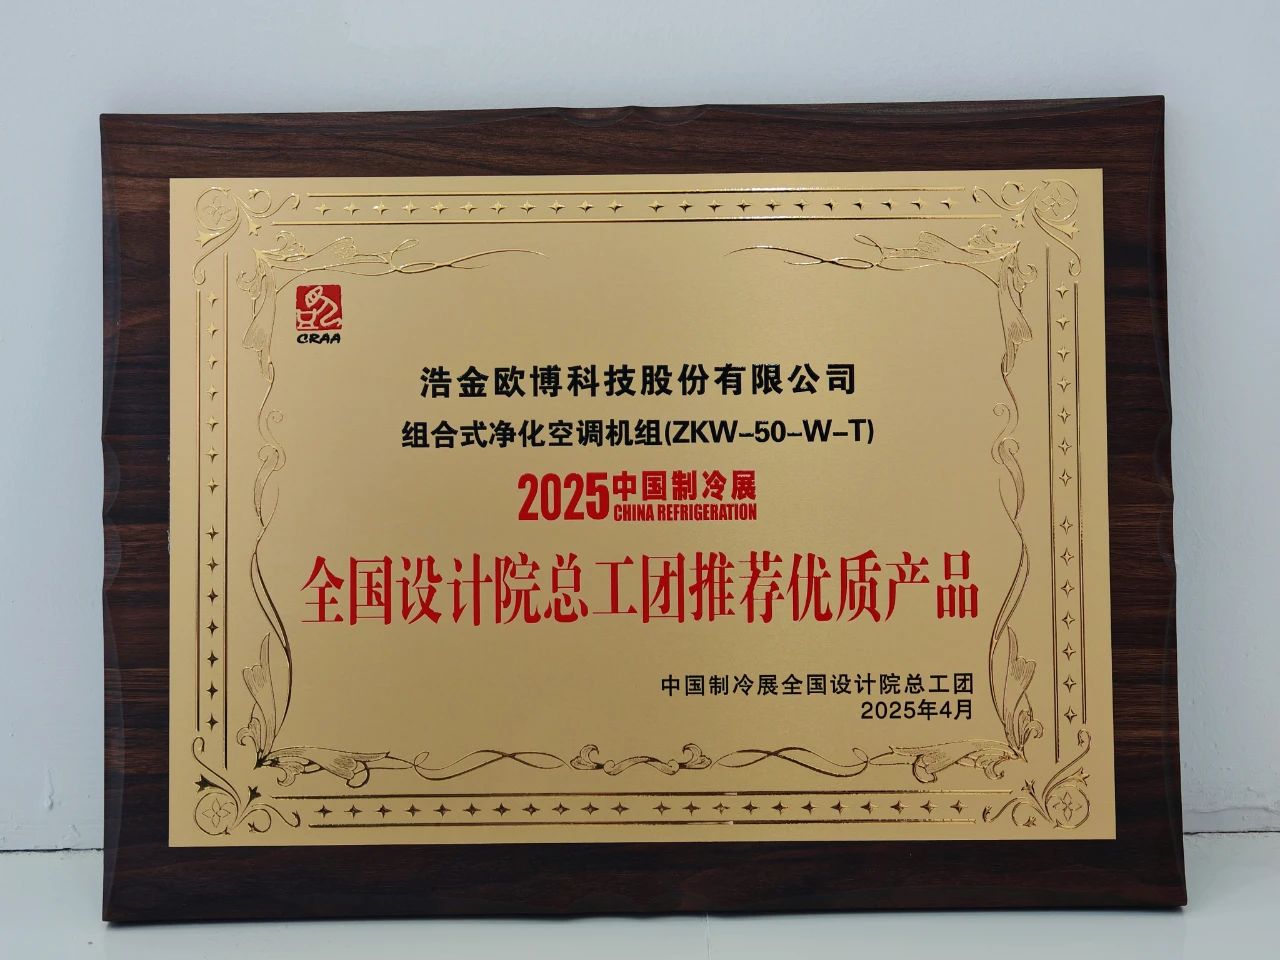 CRAA
浩金欧博科技股份有限公司
组合式净化空调机组(ZKW-50-W-T)
2025中国制冷展
CHINA REFRIGERATION
全国设计院总工团推荐优质产品
中国制冷展全国设计院总工团
2025年4月